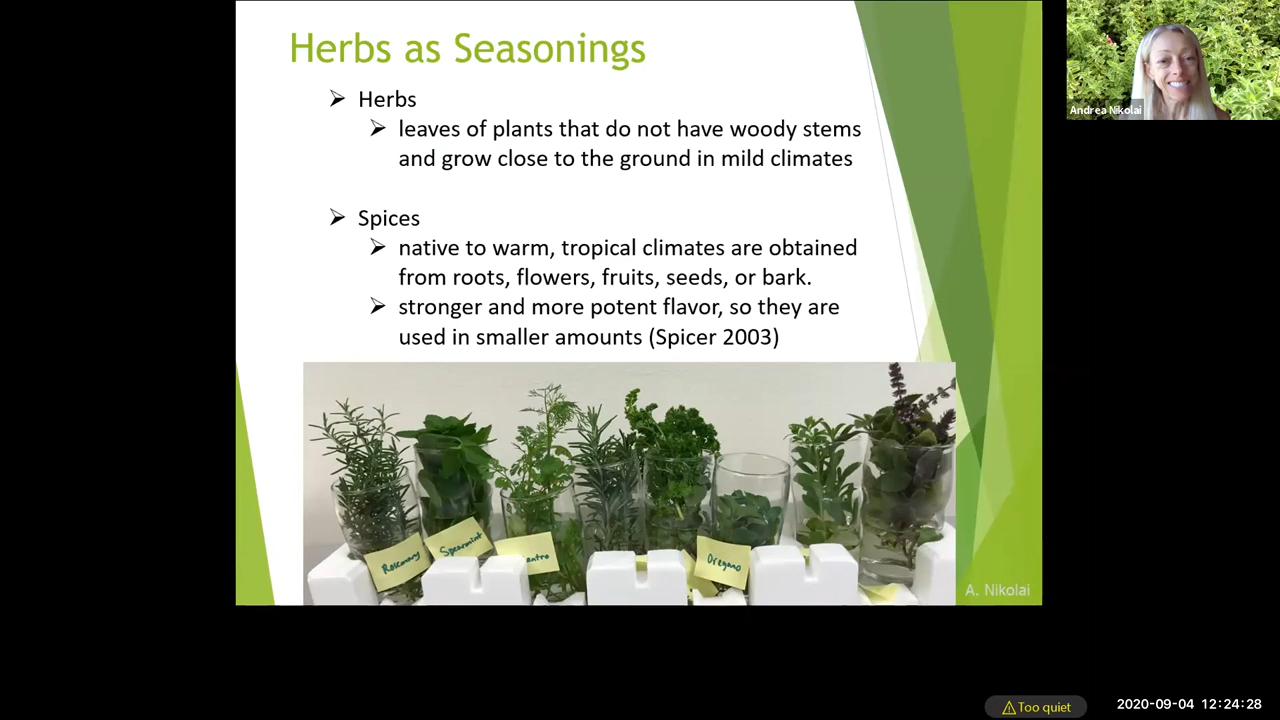 Herbs as Seasonings
➢ Herbs
➢ leaves of plants that do not have woody stems
and grow close to the ground in mild climates
➢ Spices
➢ native to warm, tropical climates are obtained
from roots, flowers, fruits, seeds, or bark.
➢ stronger and more potent flavor, so they are
used in smaller amounts (Spicer 2003)
Rosemary
Spearmint
Oregano
A. Nikolai
Andrea Nikolai
Too quiet
2020-09-04 12:24:28